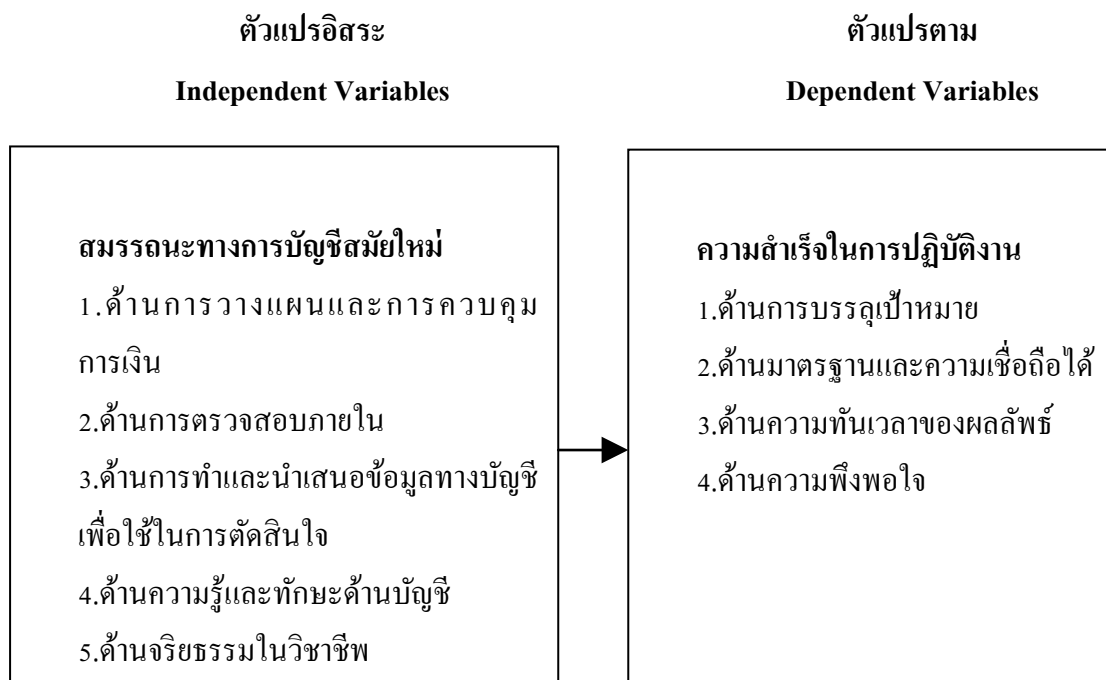 ตัวแปรอิสระ
Independent Variables
ตัวแปรตาม
Dependent Variables
สมรรถนะทางการบัญชีสมัยใหม่
1.ด้านการวางแผนและการควบคุม
การเงิน
2.ด้านการตรวจสอบภายใน
3.ด้านการทำและนำเสนอข้อมูลทางบัญชี
เพื่อใช้ในการตัดสินใจ
4.ด้านความรู้และทักษะด้านบัญชี
5.ด้านจริยธรรมในวิชาชีพ
ความสำเร็จในการปฏิบัติงาน
1.ด้านการบรรลุเป้าหมาย
2.ด้านมาตรฐานและความเชื่อถือได้
3.ด้านความทันเวลาของผลลัพธ์
4.ด้านความพึงพอใจ